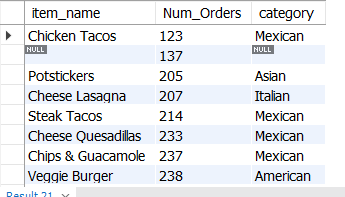 item_name Num_Orders category
Chicken Tacos 123 Mexican
NULL 137 NULL
Potstickers 205 Asian
Cheese Lasagna 207 Italian
Steak Tacos 214 Mexican
Cheese Quesadillas 233 Mexican
Chips & Guacamole 237 Mexican
Veggie Burger 238 American
Result 21